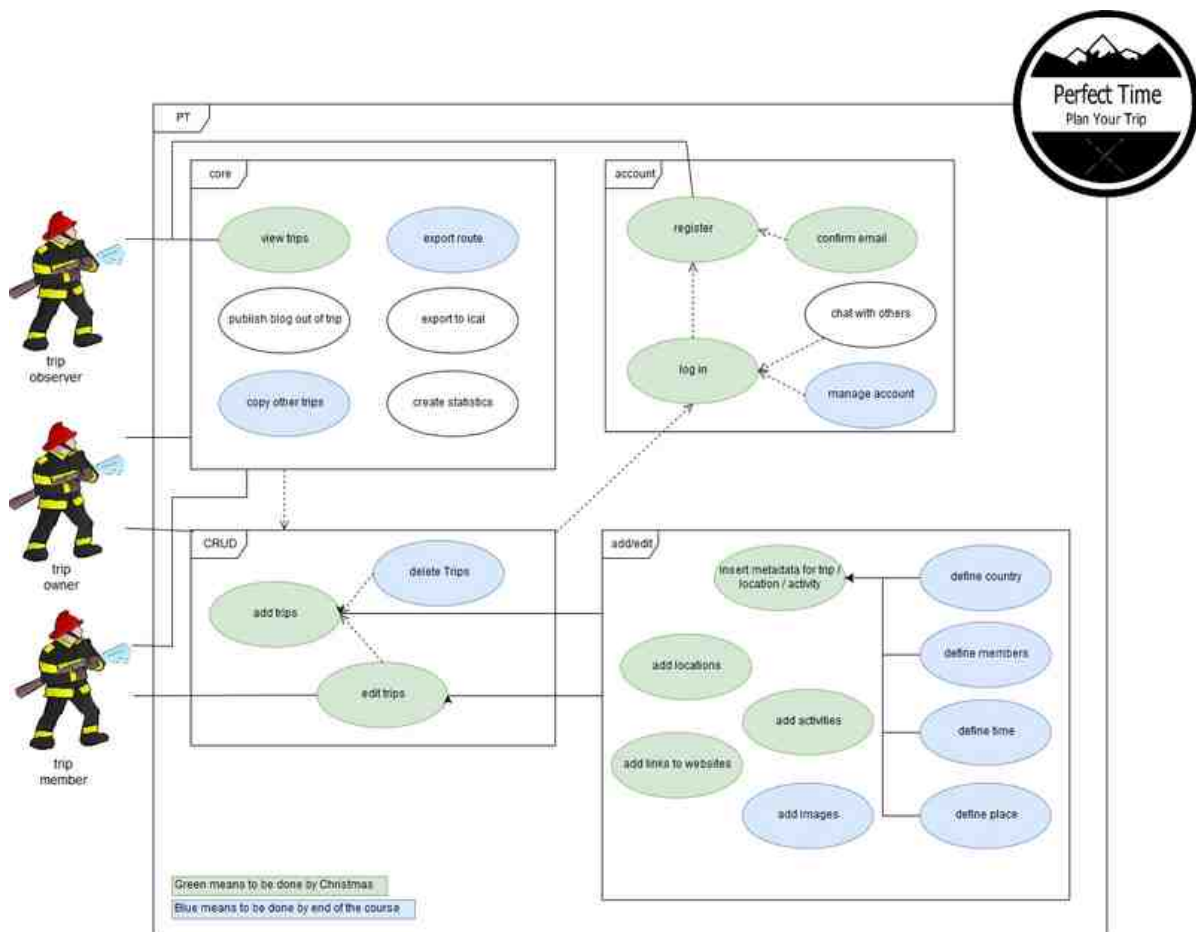 Perfect Time
Plan Your Trip
PT
core
account
view trips
export route
register
confirm email
publish blog out of trip
export to ical
chat with others
trip
observer
copy other trips
create statistics
log in
manage account
trip
owner
CRUD
add/edit
delete Trips
insert metadata for trip /
location / activity
define country
add trips
add locations
define members
edit trips
add activities
define time
trip
member
add links to websites
add images
define place
Green means to be done by Christmas
Blue means to be done by end of the course